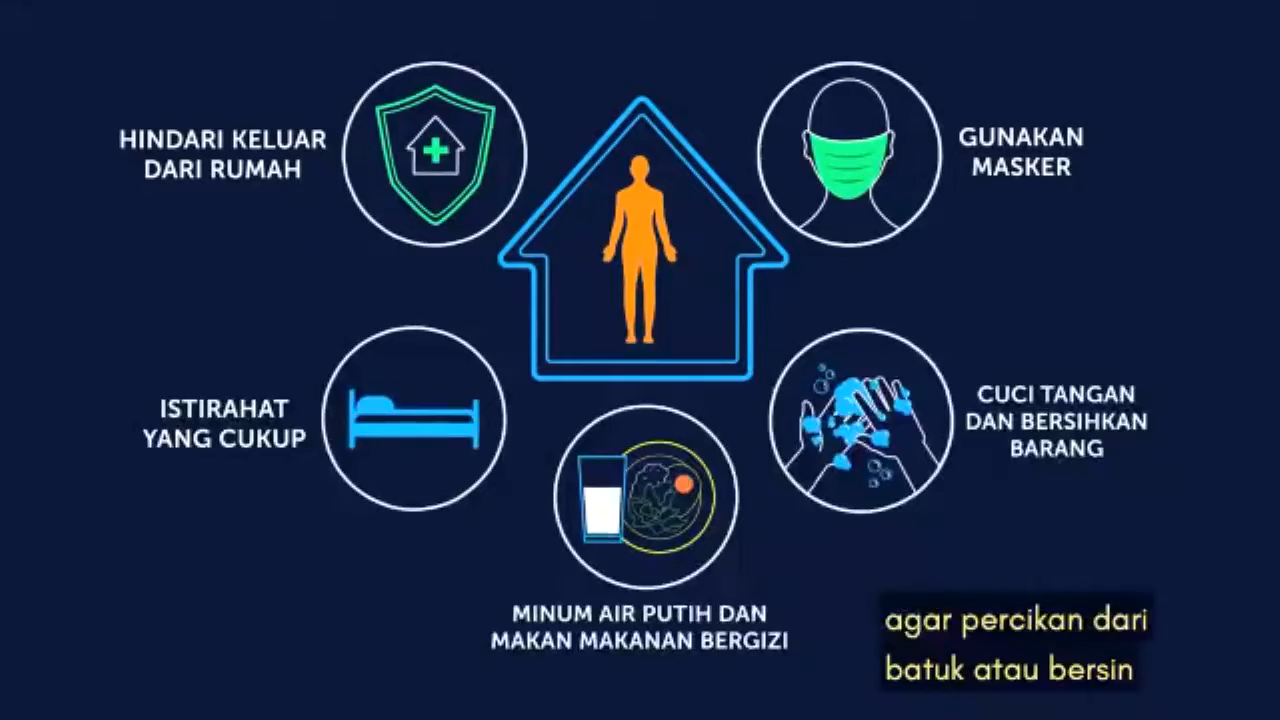 HINDARI KELUAR
DARI RUMAH
GUNAKAN
MASKER
ISTIRAHAT
YANG CUKUP
CUCI TANGAN
DAN BERSIHKAN
BARANG
MINUM AIR PUTIH DAN
MAKAN MAKANAN BERGIZI
agar percikan dari
batuk atau bersin